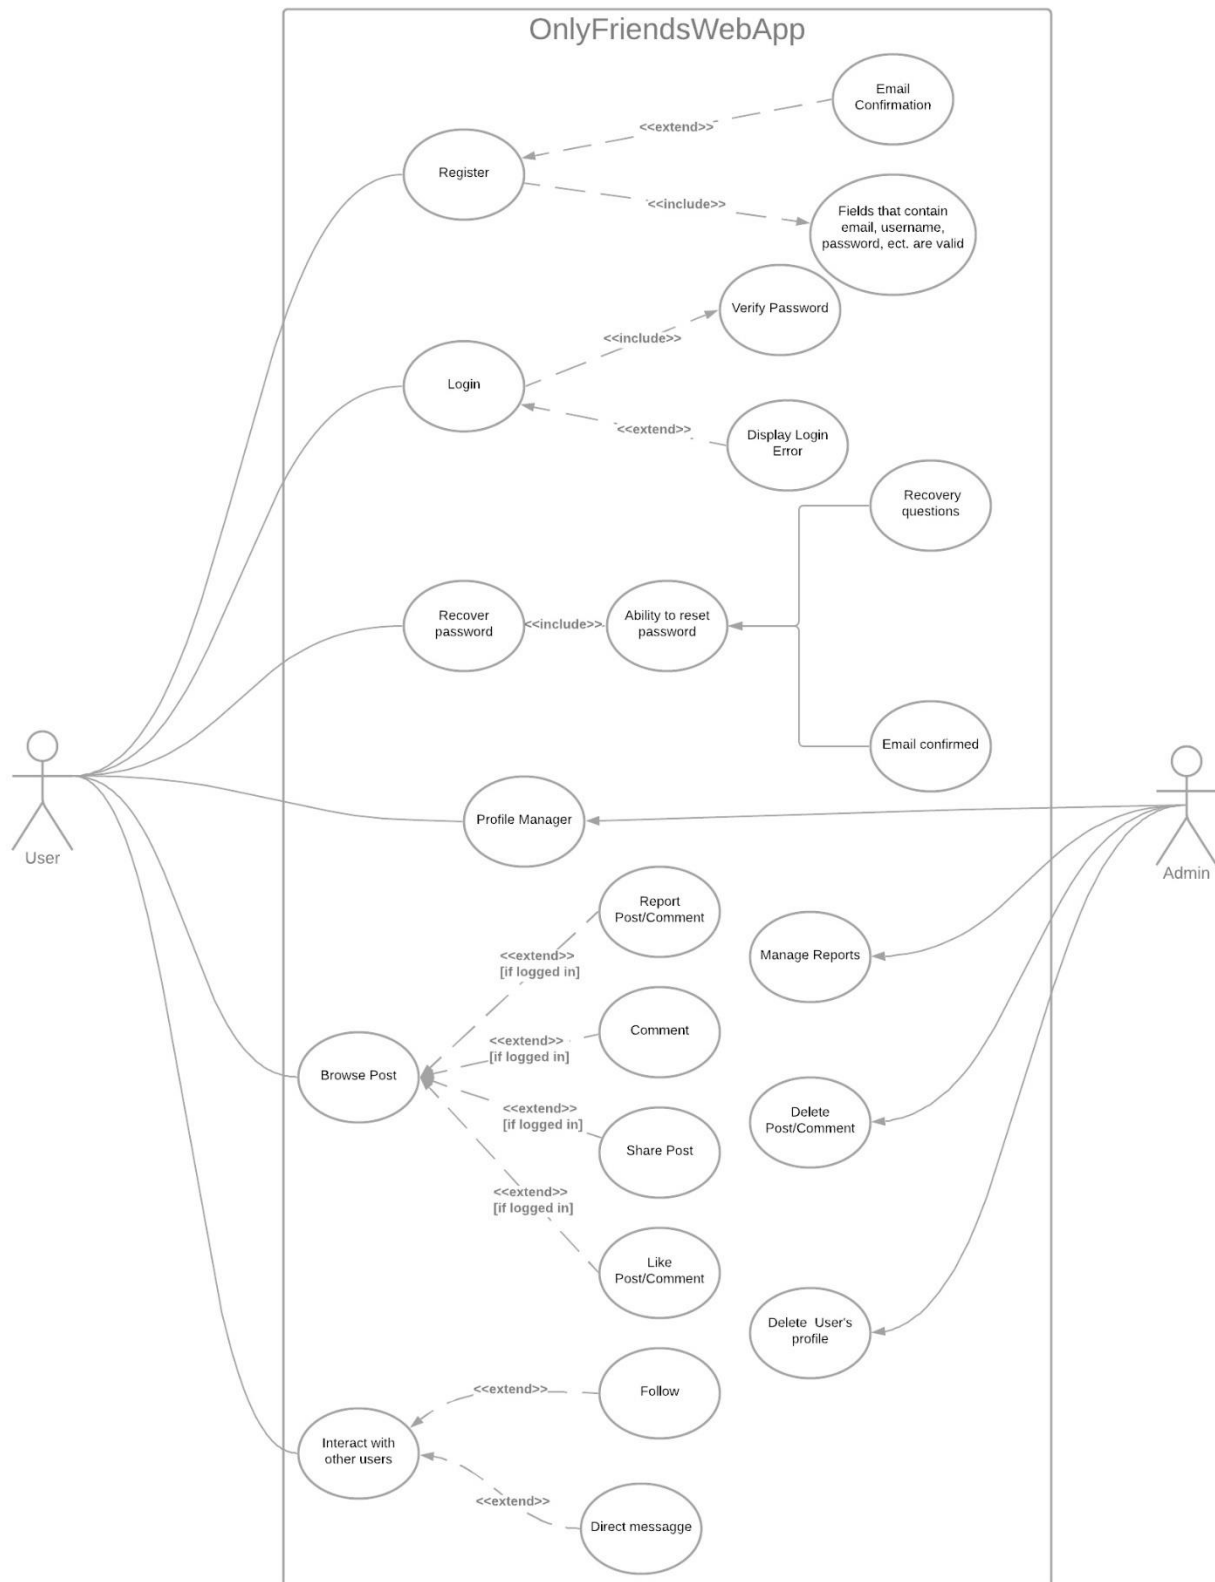 OnlyFriendsWebApp
Email
Confirmation
<<extend>>
Register
<<include>>
Fields that contain
email, username,
password, ect. are valid
Verify Password
<<include>>
Login
<<extend>>
Display Login
Error
Recovery
questions
Recover
password
<<include>>
Ability to reset
password
Email confirmed
User
Profile Manager
Admin
Report
Post/Comment
<<extend>>
[if logged in]
Manage Reports
Comment
<<extend>>
[if logged in]
Browse Post
<<extend>>
[if logged in]
Share Post
Delete
Post/Comment
<<extend>>
[if logged in]
Like
Post/Comment
Delete  User's
profile
<<extend>>
Follow
Interact with
other users
<<extend>>
Direct messagge